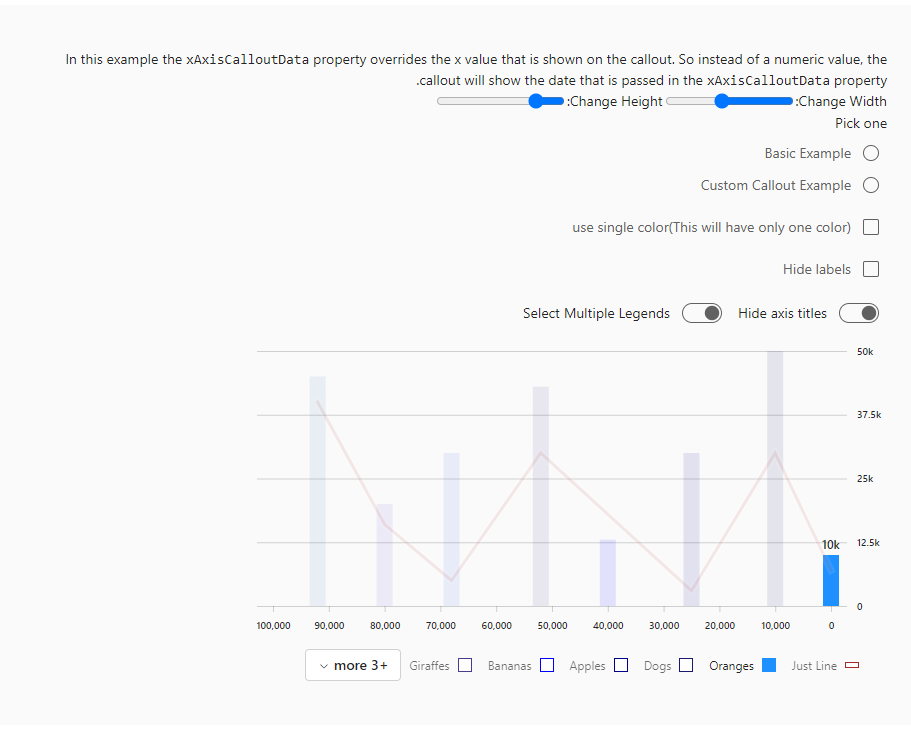 In this example the xAxisCalloutData property overrides the x value that is shown on the callout. So instead of a numeric value, the
.callout will show the date that is passed in the xAxisCalloutData property
:Change Height :Change Width
Pick one
Basic Example
Custom Callout Example
use single color(This will have only one color)
Hide labels
Select Multiple Legends Hide axis titles
50k
37.5k
25k
12.5k
10k
0
100,000 90,000 80,000 70,000 60,000 50,000 40,000 30,000 20,000 10,000 0
more 3+ Giraffes Bananas Apples Dogs Oranges Just Line